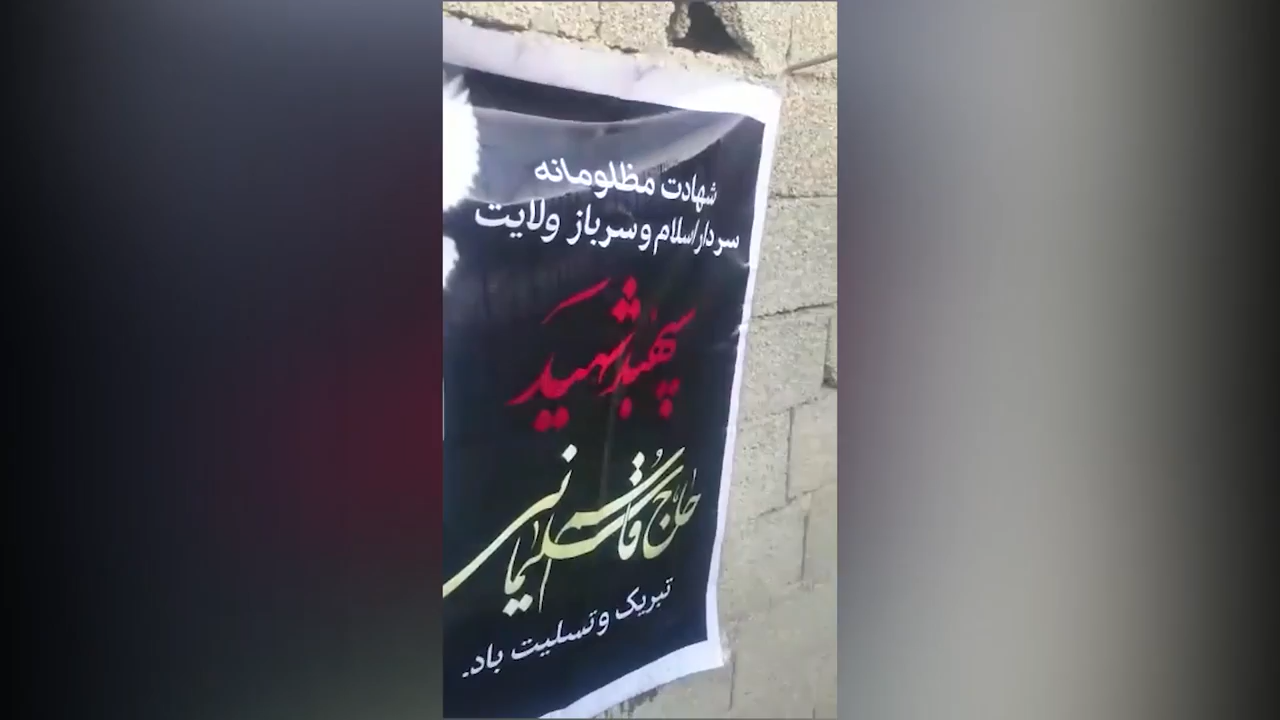 شهادت مظلومانه
سردار اسلام و سرباز ولایت
سپهبد شهید
حاج قاسم سلیمانی
تبریک و تسلیت باد.